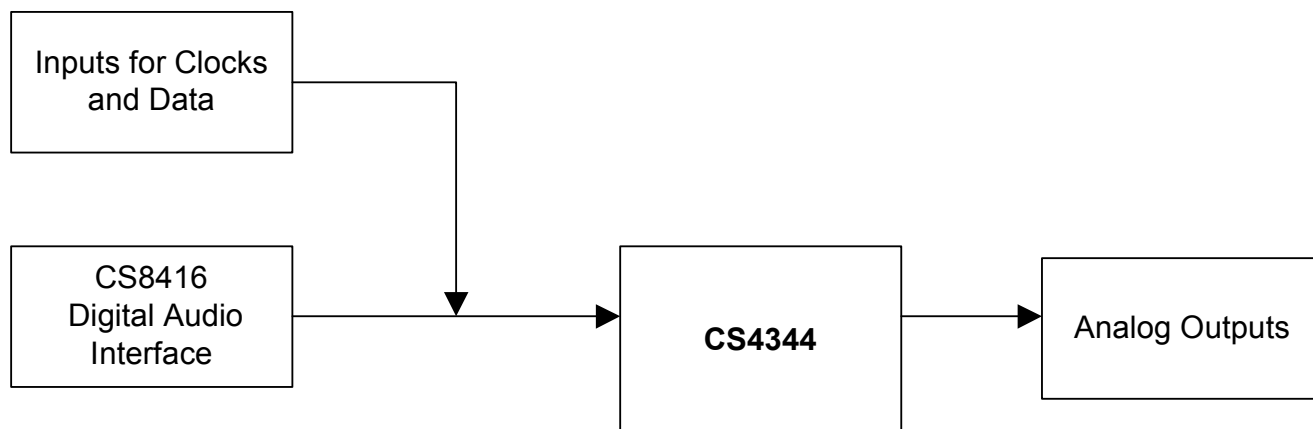 Inputs for Clocks
and Data
CS8416
Digital Audio
Interface
CS4344
Analog Outputs